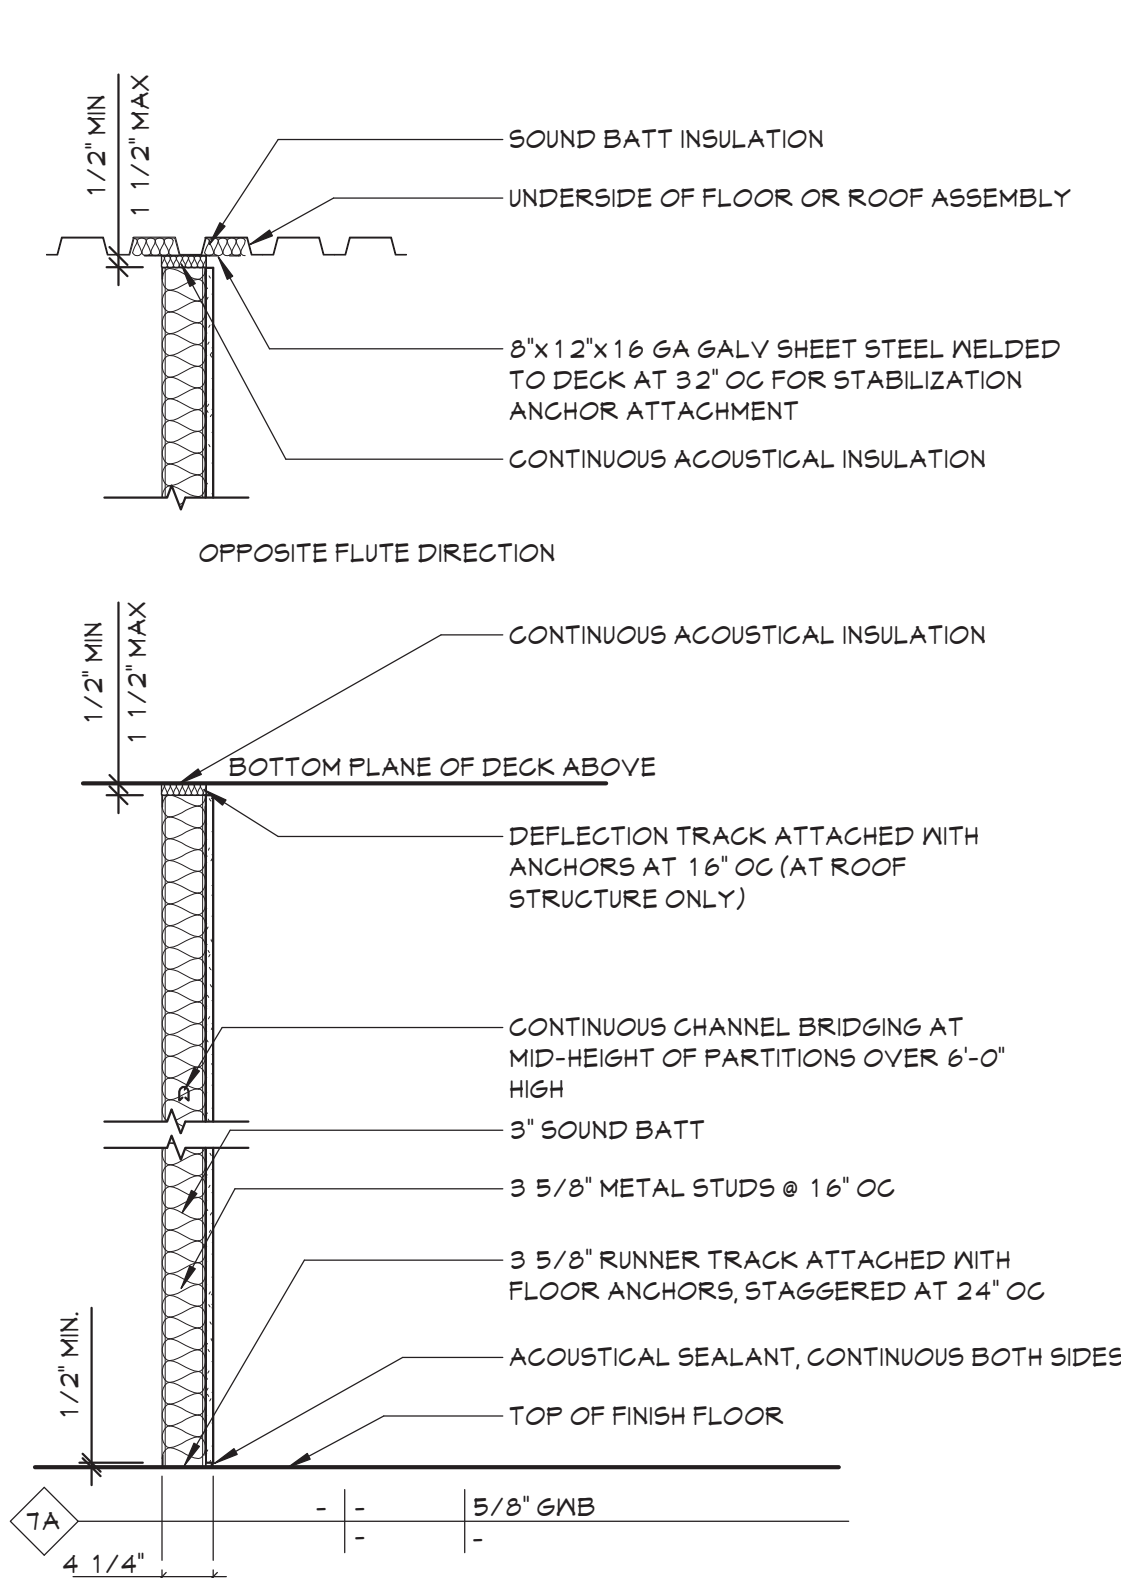 1/2" MIN
1 1/2" MAX
SOUND BATT INSULATION
UNDERSIDE OF FLOOR OR ROOF ASSEMBLY
8"x12"x16 GA GALV SHEET STEEL WELDED
TO DECK AT 32" OC FOR STABILIZATION
ANCHOR ATTACHMENT
CONTINUOUS ACOUSTICAL INSULATION
OPPOSITE FLUTE DIRECTION
1/2" MIN
1 1/2" MAX
CONTINUOUS ACOUSTICAL INSULATION
BOTTOM PLANE OF DECK ABOVE
DEFLECTION TRACK ATTACHED WITH
ANCHORS AT 16" OC (AT ROOF
STRUCTURE ONLY)
CONTINUOUS CHANNEL BRIDGING AT
MID-HEIGHT OF PARTITIONS OVER 6'-0"
HIGH
3" SOUND BATT
3 5/8" METAL STUDS @ 16" OC
3 5/8" RUNNER TRACK ATTACHED WITH
FLOOR ANCHORS, STAGGERED AT 24" OC
1/2" MIN.
ACOUSTICAL SEALANT, CONTINUOUS BOTH SIDES
TOP OF FINISH FLOOR
7A
- - 5/8" GWB
- -
4 1/4"